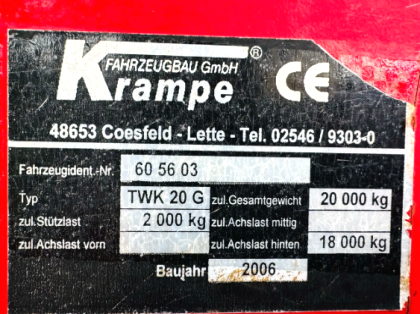 FAHRZEUGBAU GmbH ®
Krampe CE
48653 Coesfeld - Lette - Tel. 02546 / 9303-0
Fahrzeugident.-Nr. 60 56 03
Typ TWK 20 G zul.Gesamtgewicht 20 000 kg
zul.Stützlast 2 000 kg zul.Achslast mittig
zul.Achslast vorn zul.Achslast hinten 18 000 kg
Baujahr 2006